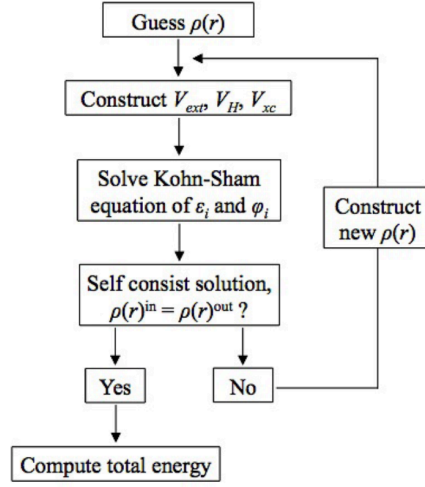 Guess ρ(r)
Construct V_ext, V_H, V_xc
Solve Kohn-Sham
equation of ε_i and φ_i
Construct
new ρ(r)
Self consist solution,
ρ(r)^in = ρ(r)^out ?
Yes
No
Compute total energy